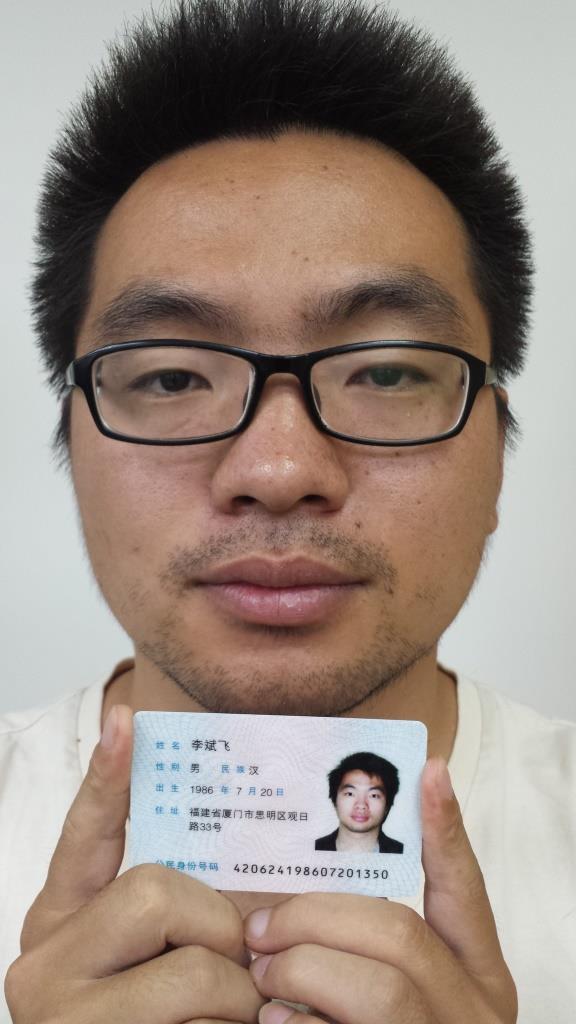 姓名 李斌飞
性别 男 民族 汉
出生 1986 年 7 月 20 日
住址 福建省厦门市思明区观日
路33号
公民身份号码 420624198607201350